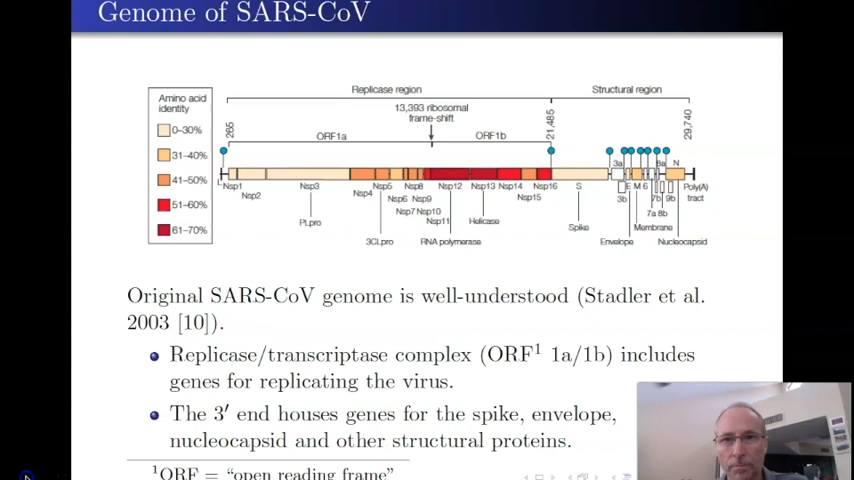 Genome of SARS-CoV
Replicase region
Structural region
Amino acid
identity
0–30%
31–40%
41–50%
51–60%
61–70%
265
13,393 ribosomal
frame-shift
21,485
29,740
ORF1a
ORF1b
L
3a
8a
N
Nsp1
Nsp2
Nsp3
Nsp4
Nsp5
Nsp6
Nsp7
Nsp8
Nsp9
Nsp10
Nsp11
Nsp12
Nsp13
Nsp14
Nsp15
Nsp16
S
3b
E
M
6
7a
7b
8b
9b
Poly(A)
tract
PLpro
3CLpro
RNA polymerase
Helicase
Spike
Envelope
Membrane
Nucleocapsid
Original SARS-CoV genome is well-understood (Stadler et al.
2003 [10]).
Replicase/transcriptase complex (ORF¹ 1a/1b) includes
genes for replicating the virus.
The 3′ end houses genes for the spike, envelope,
nucleocapsid and other structural proteins.
¹ORF = “open reading frame”